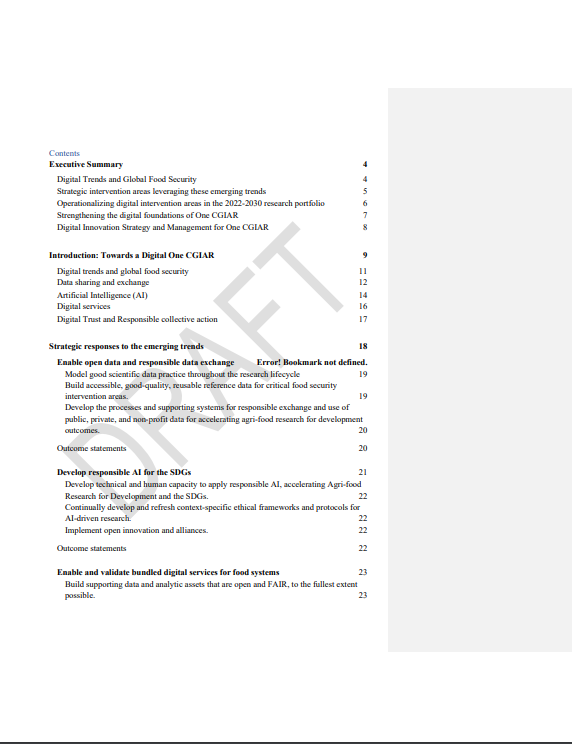 Contents
Executive Summary 4
Digital Trends and Global Food Security 4
Strategic intervention areas leveraging these emerging trends 5
Operationalizing digital intervention areas in the 2022-2030 research portfolio 6
Strengthening the digital foundations of One CGIAR 7
Digital Innovation Strategy and Management for One CGIAR 8
Introduction: Towards a Digital One CGIAR 9
Digital trends and global food security 11
Data sharing and exchange 12
Artificial Intelligence (AI) 14
Digital services 16
Digital Trust and Responsible collective action 17
Strategic responses to the emerging trends 18
Enable open data and responsible data exchange Error! Bookmark not defined.
Model good scientific data practice throughout the research lifecycle 19
Build accessible, good-quality, reusable reference data for critical food security
intervention areas. 19
Develop the processes and supporting systems for responsible exchange and use of
public, private, and non-profit data for accelerating agri-food research for development
outcomes. 20
Outcome statements 20
Develop responsible AI for the SDGs 21
Develop technical and human capacity to apply responsible AI, accelerating Agri-food
Research for Development and the SDGs. 22
Continually develop and refresh context-specific ethical frameworks and protocols for
AI-driven research. 22
Implement open innovation and alliances. 22
Outcome statements 22
Enable and validate bundled digital services for food systems 23
Build supporting data and analytic assets that are open and FAIR, to the fullest extent
possible. 23
DRAFT